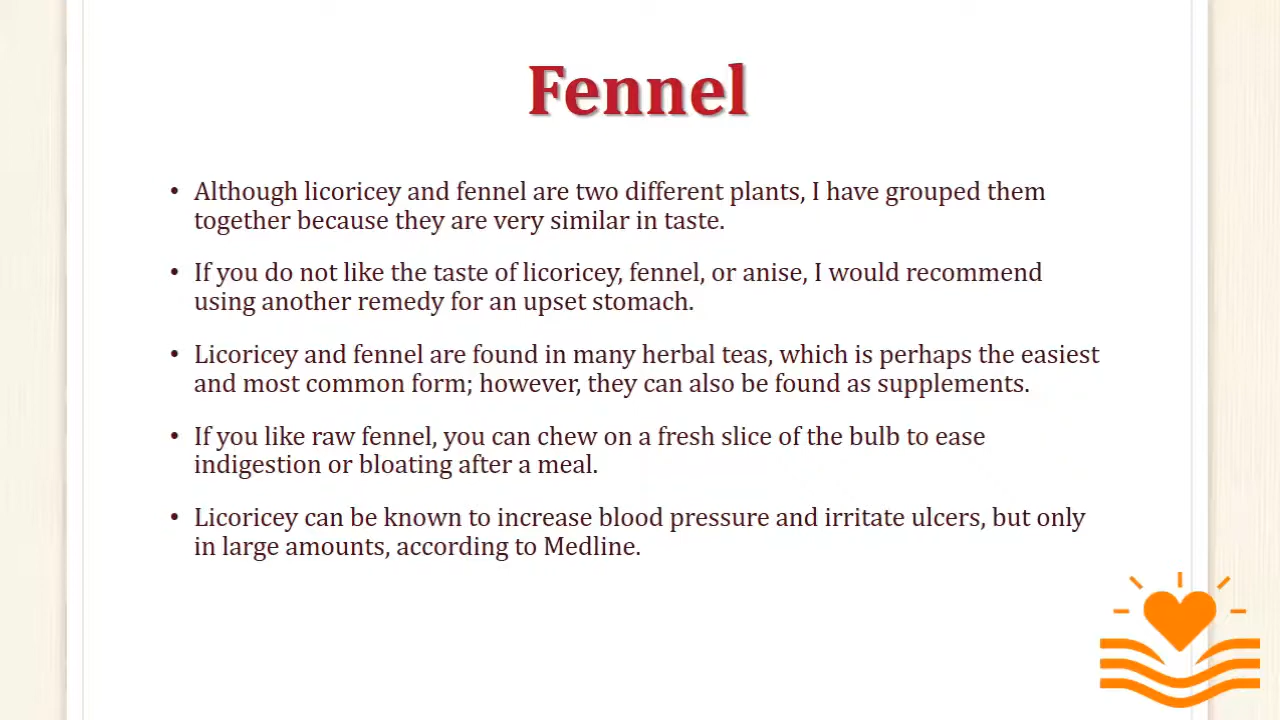 Fennel
• Although licoricey and fennel are two different plants, I have grouped them
together because they are very similar in taste.
• If you do not like the taste of licoricey, fennel, or anise, I would recommend
using another remedy for an upset stomach.
• Licoricey and fennel are found in many herbal teas, which is perhaps the easiest
and most common form; however, they can also be found as supplements.
• If you like raw fennel, you can chew on a fresh slice of the bulb to ease
indigestion or bloating after a meal.
• Licoricey can be known to increase blood pressure and irritate ulcers, but only
in large amounts, according to Medline.